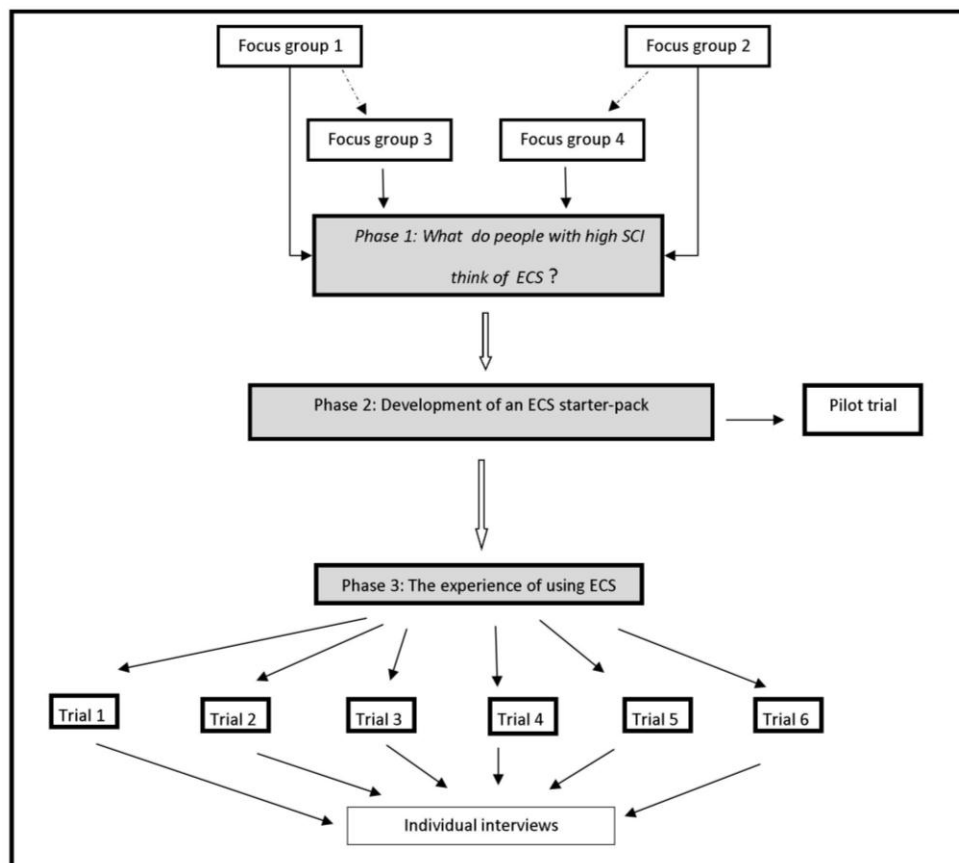 Focus group 1
Focus group 2
Focus group 3
Focus group 4
Phase 1: What do people with high SCI
think of ECS ?
Phase 2: Development of an ECS starter-pack
Pilot trial
Phase 3: The experience of using ECS
Trial 1
Trial 2
Trial 3
Trial 4
Trial 5
Trial 6
Individual interviews